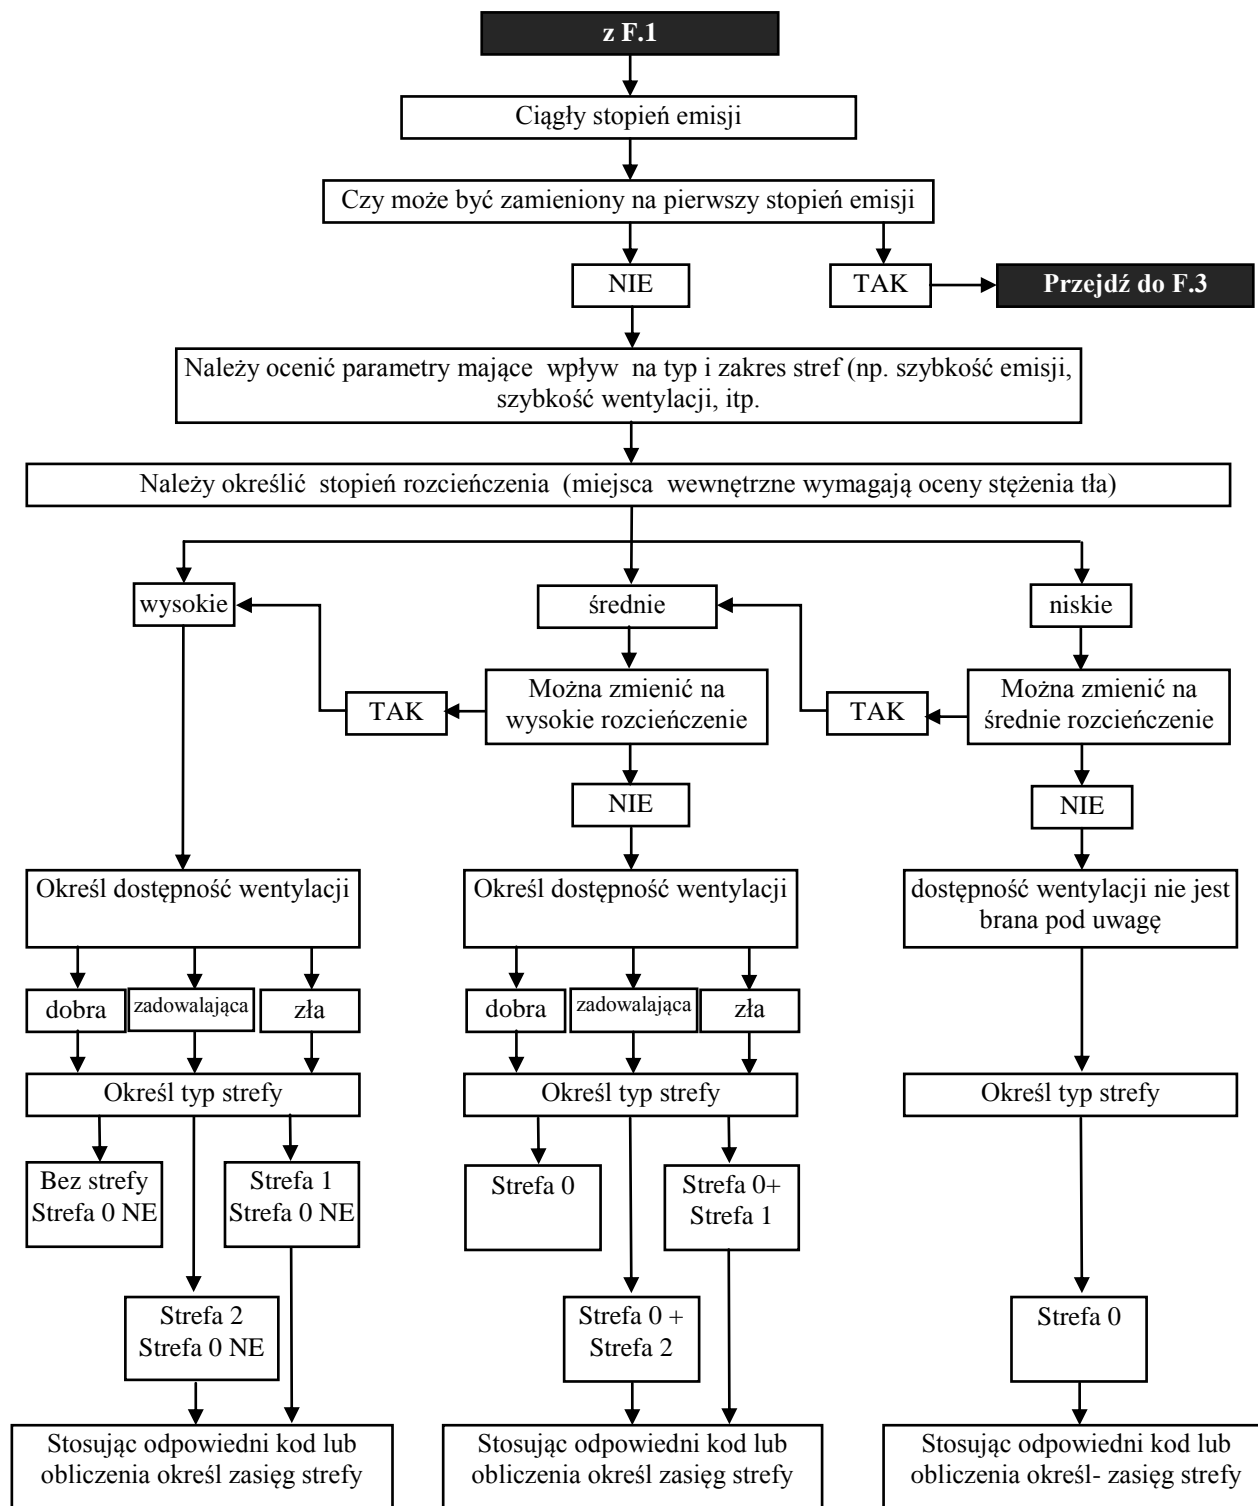 z F.1
Ciągły stopień emisji
Czy może być zamieniony na pierwszy stopień emisji
NIE
TAK
Przejdź do F.3
Należy ocenić parametry mające wpływ na typ i zakres stref (np. szybkość emisji,
szybkość wentylacji, itp.
Należy określić stopień rozcieńczenia (miejsca wewnętrzne wymagają oceny stężenia tła)
wysokie
średnie
niskie
TAK
Można zmienić na
wysokie rozcieńczenie
TAK
Można zmienić na
średnie rozcieńczenie
NIE
NIE
Określ dostępność wentylacji
Określ dostępność wentylacji
dostępność wentylacji nie jest
brana pod uwagę
dobra
zadowalająca
zła
dobra
zadowalająca
zła
Określ typ strefy
Określ typ strefy
Określ typ strefy
Bez strefy
Strefa 0 NE
Strefa 1
Strefa 0 NE
Strefa 0
Strefa 0+
Strefa 1
Strefa 2
Strefa 0 NE
Strefa 0 +
Strefa 2
Strefa 0
Stosując odpowiedni kod lub
obliczenia określ zasięg strefy
Stosując odpowiedni kod lub
obliczenia określ zasięg strefy
Stosując odpowiedni kod lub
obliczenia określ- zasięg strefy